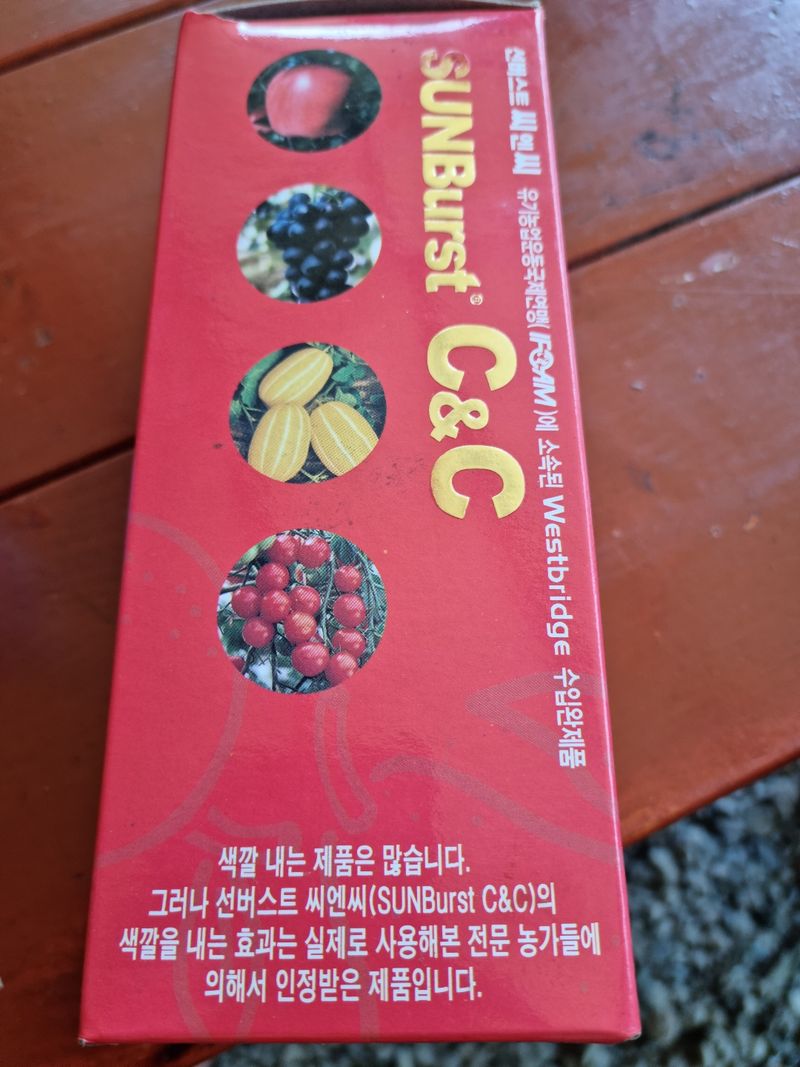 선버스트 씨엔씨 유기농업운동국제연맹(IFOAM)에 소속된 Westbridge 수입완제품
SUNBurst® C&C
색깔 내는 제품은 많습니다.
그러나 선버스트 씨엔씨(SUNBurst C&C)의
색깔을 내는 효과는 실제로 사용해본 전문 농가들에
의해서 인정받은 제품입니다.